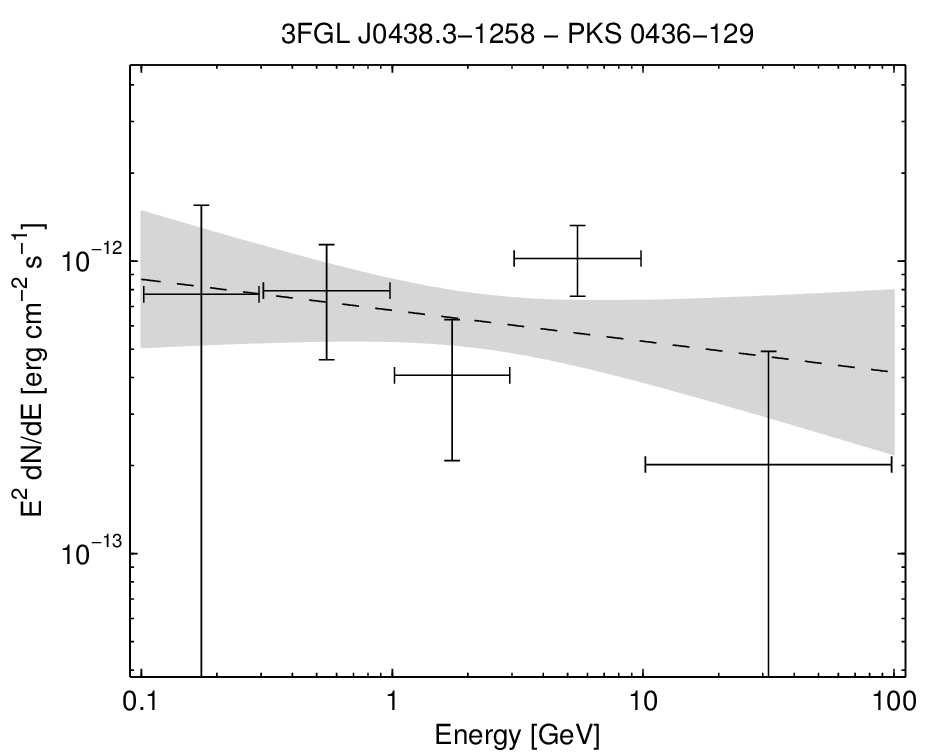 3FGL J0438.3−1258 − PKS 0436−129
E² dN/dE [erg cm⁻² s⁻¹]
10⁻¹²
10⁻¹³
0.1 1 10 100
Energy [GeV]